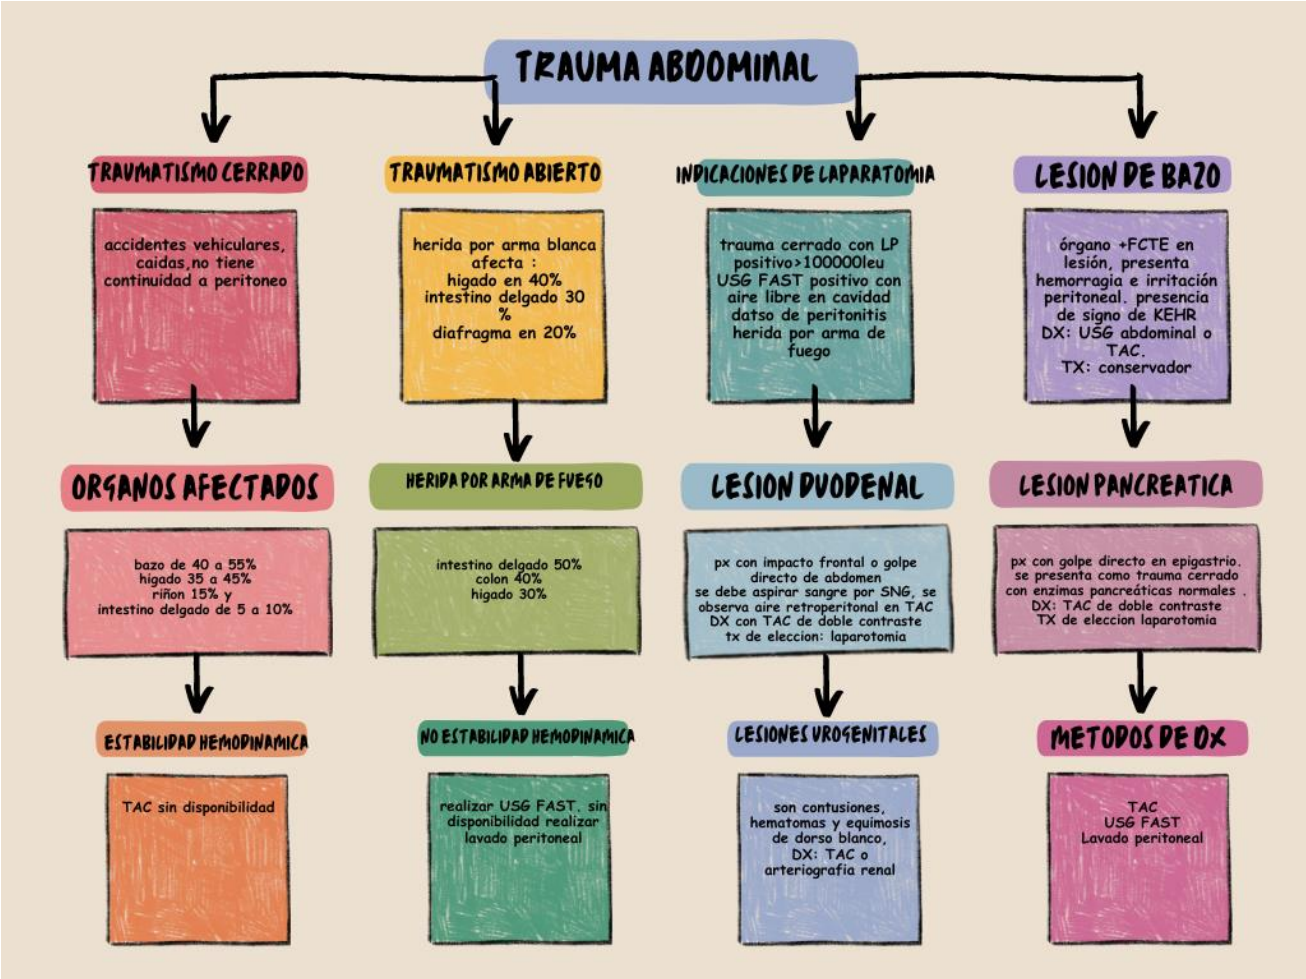 TRAUMA ABDOMINAL
TRAUMATISMO CERRADO
accidentes vehiculares,
caidas,no tiene
continuidad a peritoneo
TRAUMATISMO ABIERTO
herida por arma blanca
afecta :
higado en 40%
intestino delgado 30
%
diafragma en 20%
INDICACIONES DE LAPARATOMIA
trauma cerrado con LP
positivo>100000leu
USG FAST positivo con
aire libre en cavidad
datso de peritonitis
herida por arma de
fuego
LESION DE BAZO
órgano +FCTE en
lesión, presenta
hemorragia e irritación
peritoneal. presencia
de signo de KEHR
DX: USG abdominal o
TAC.
TX: conservador
ORGANOS AFECTADOS
bazo de 40 a 55%
higado 35 a 45%
riñon 15% y
intestino delgado de 5 a 10%
HERIDA POR ARMA DE FUEGO
intestino delgado 50%
colon 40%
higado 30%
LESION DUODENAL
px con impacto frontal o golpe
directo de abdomen
se debe aspirar sangre por SNG, se
observa aire retroperitonal en TAC
DX con TAC de doble contraste
tx de eleccion: laparotomia
LESION PANCREATICA
px con golpe directo en epigastrio.
se presenta como trauma cerrado
con enzimas pancreáticas normales .
DX: TAC de doble contraste
TX de eleccion laparotomia
ESTABILIDAD HEMODINAMICA
TAC sin disponibilidad
NO ESTABILIDAD HEMODINAMICA
realizar USG FAST. sin
disponibilidad realizar
lavado peritoneal
LESIONES UROGENITALES
son contusiones,
hematomas y equimosis
de dorso blanco,
DX: TAC o
arteriografia renal
METODOS DE DX
TAC
USG FAST
Lavado peritoneal